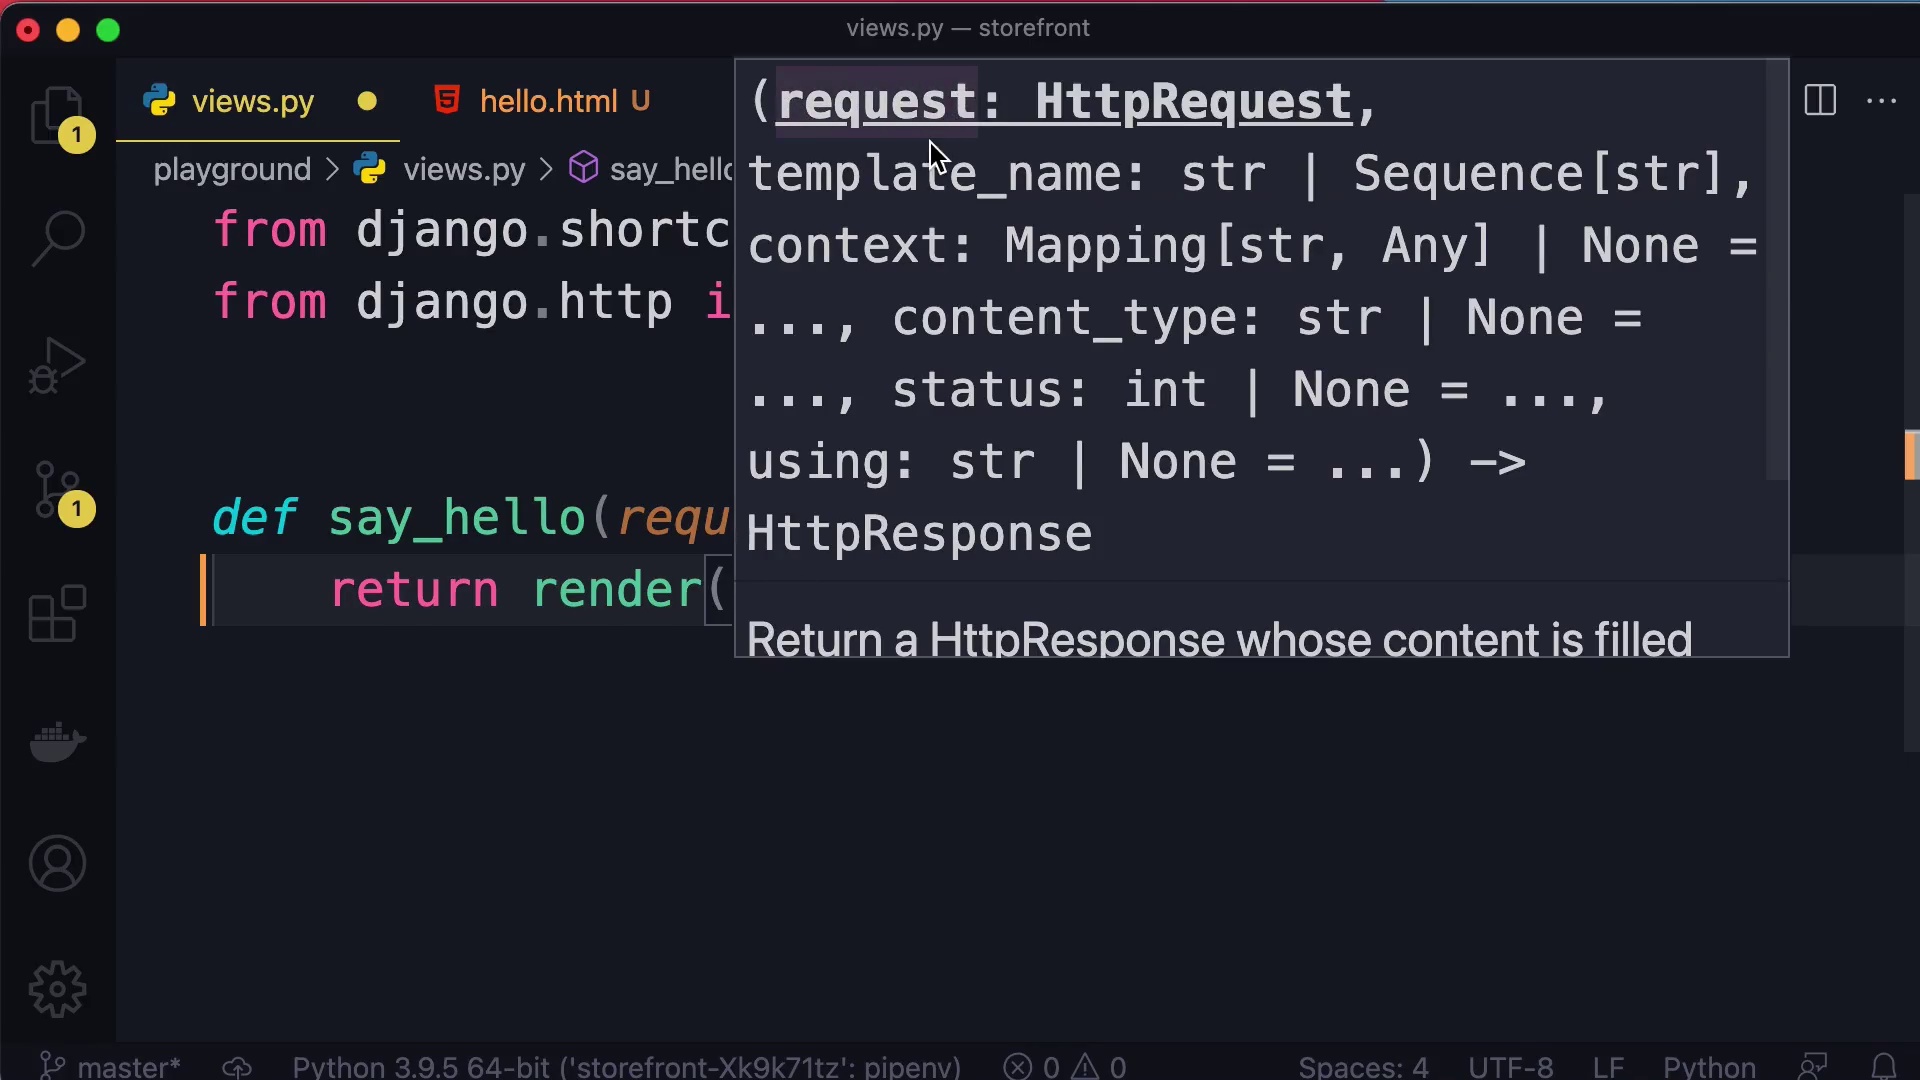 views.py — storefront
views.py
hello.html U
playground > views.py > say_hello
from django.shortc
from django.http i
def say_hello(requ
return render(
(request: HttpRequest,
template_name: str | Sequence[str],
context: Mapping[str, Any] | None =
..., content_type: str | None =
..., status: int | None = ...,
using: str | None = ...) ->
HttpResponse
Return a HttpResponse whose content is filled
1
1
master*
Python 3.9.5 64-bit ('storefront-Xk9k71tz': pipenv)
0
0
Spaces: 4
UTF-8
LF
Python